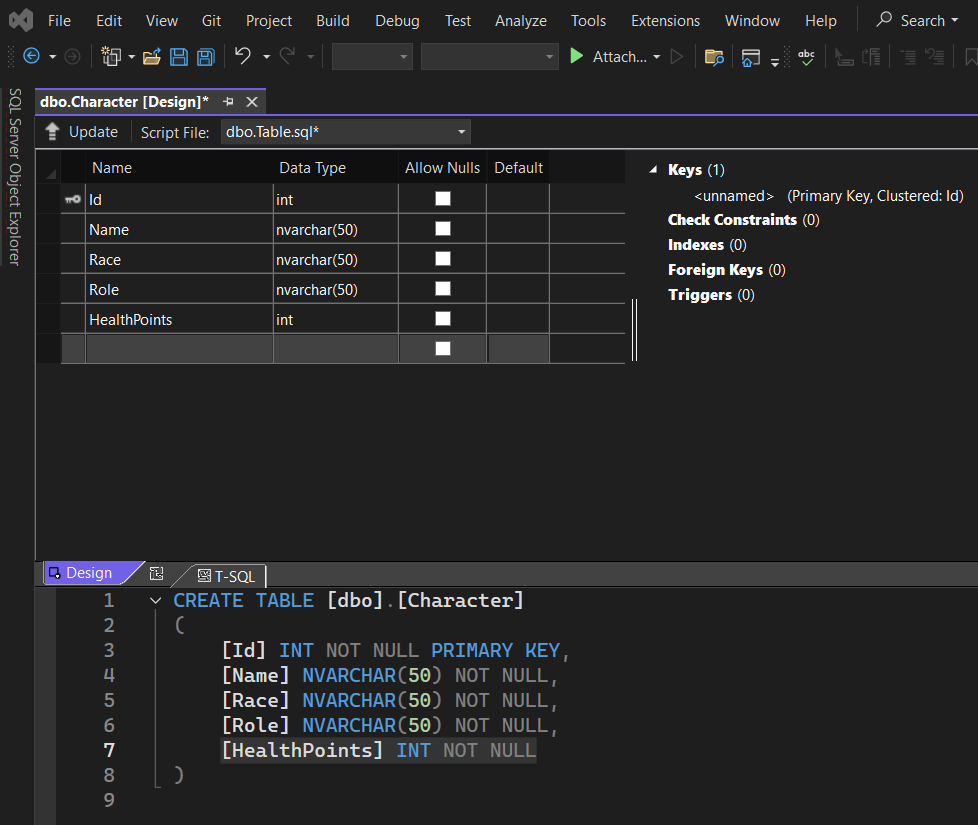 File Edit View Git Project Build Debug Test Analyze Tools Extensions Window Help Search
Attach... abc
SQL Server Object Explorer
dbo.Character [Design]*
Update Script File: dbo.Table.sql*
Name Data Type Allow Nulls Default
Id int
Name nvarchar(50)
Race nvarchar(50)
Role nvarchar(50)
HealthPoints int
Keys (1)
<unnamed> (Primary Key, Clustered: Id)
Check Constraints (0)
Indexes (0)
Foreign Keys (0)
Triggers (0)
Design T-SQL
1 CREATE TABLE [dbo].[Character]
2 (
3 [Id] INT NOT NULL PRIMARY KEY,
4 [Name] NVARCHAR(50) NOT NULL,
5 [Race] NVARCHAR(50) NOT NULL,
6 [Role] NVARCHAR(50) NOT NULL,
7 [HealthPoints] INT NOT NULL
8 )
9